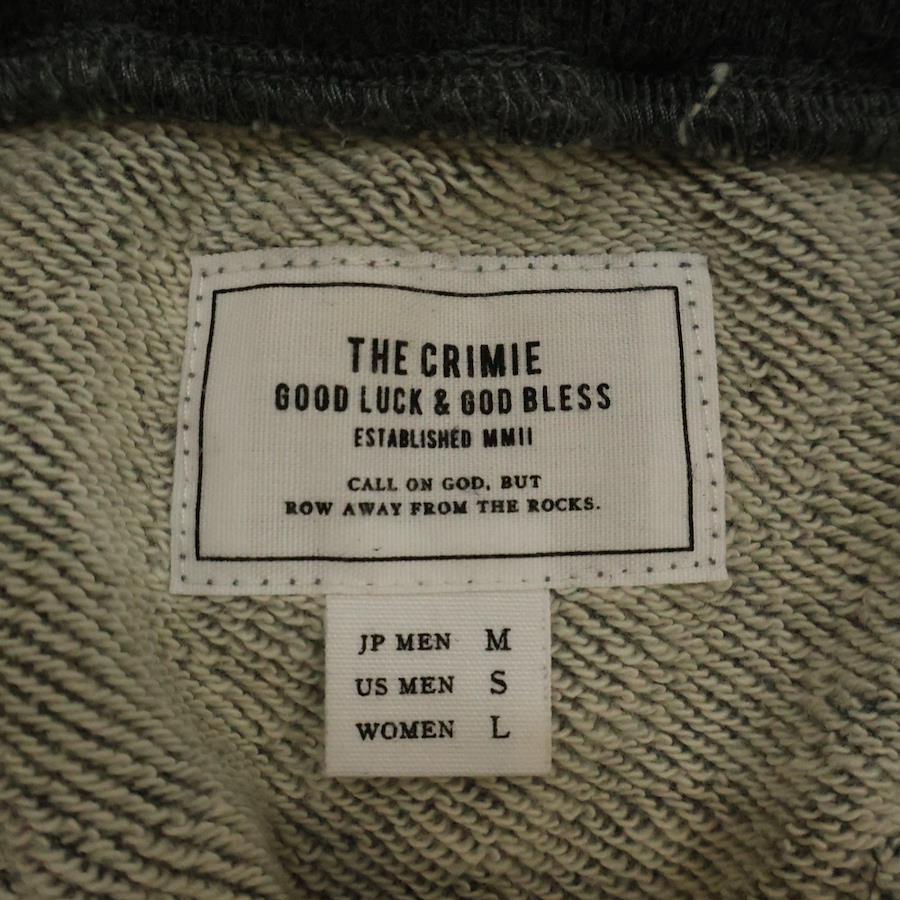 THE CRIMIE
GOOD LUCK & GOD BLESS
ESTABLISHED MMII
CALL ON GOD, BUT
ROW AWAY FROM THE ROCKS.
JP MEN M
US MEN S
WOMEN L